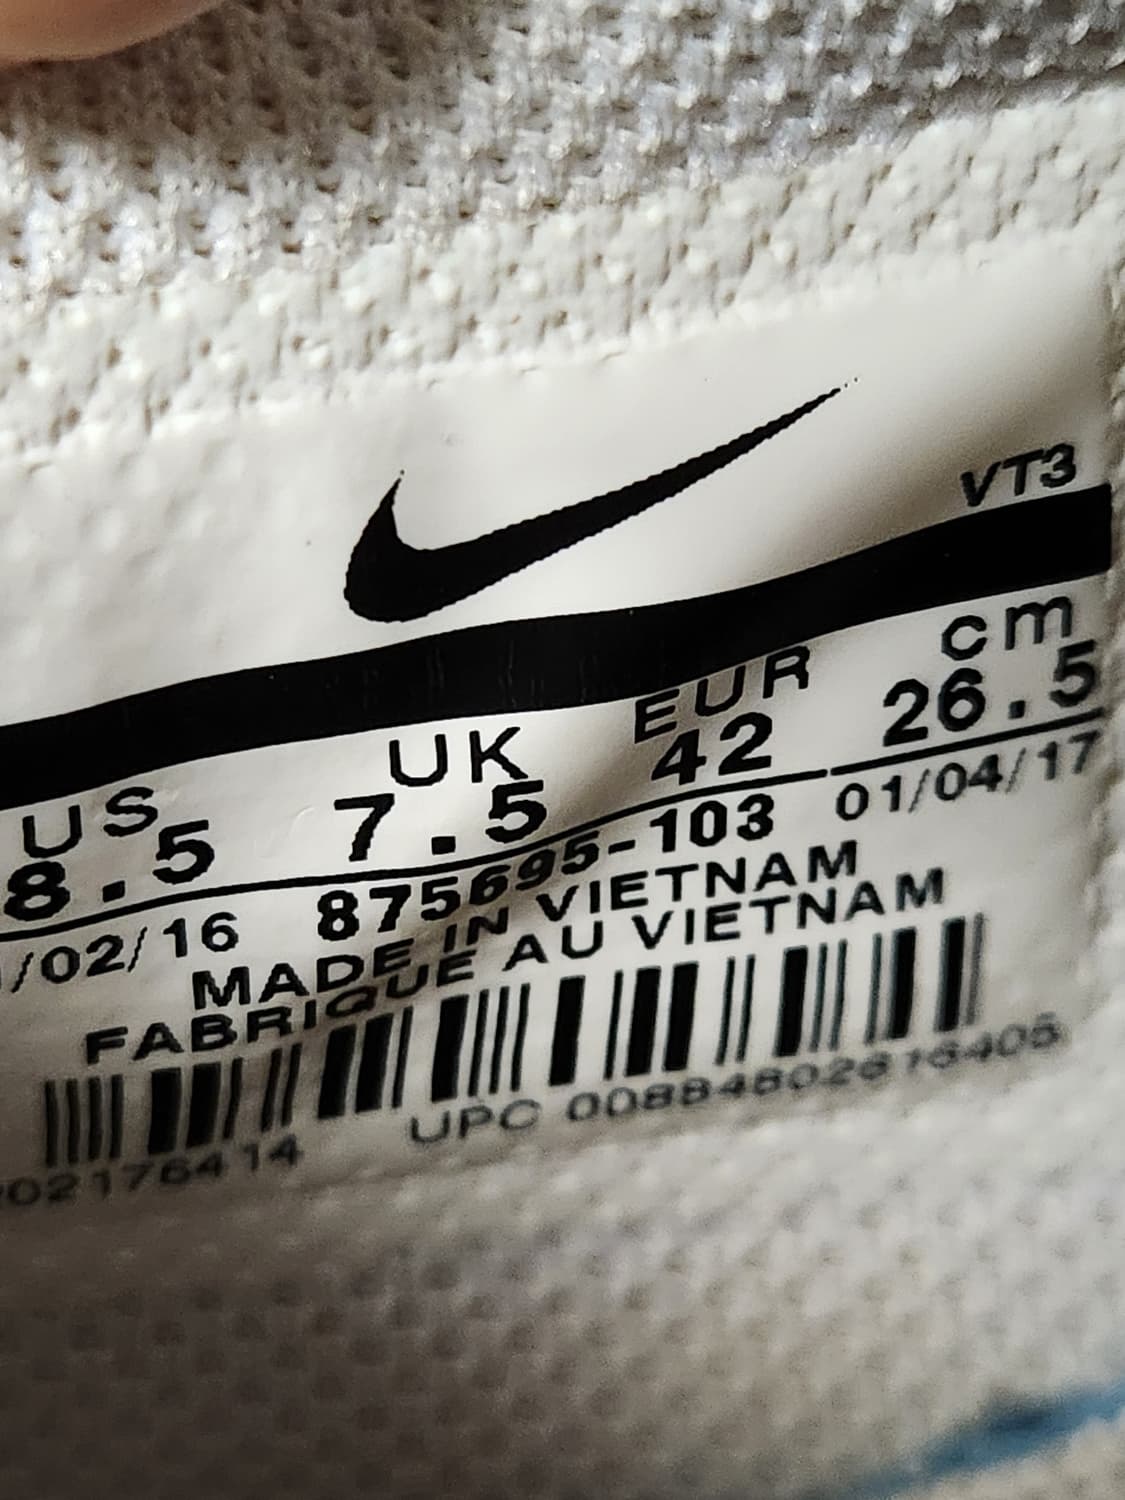 VT3
US UK EUR cm
8.5 7.5 42 26.5
/02/16 875695-103 01/04/17
MADE IN VIETNAM
FABRIQUE AU VIETNAM
02176414 UPC